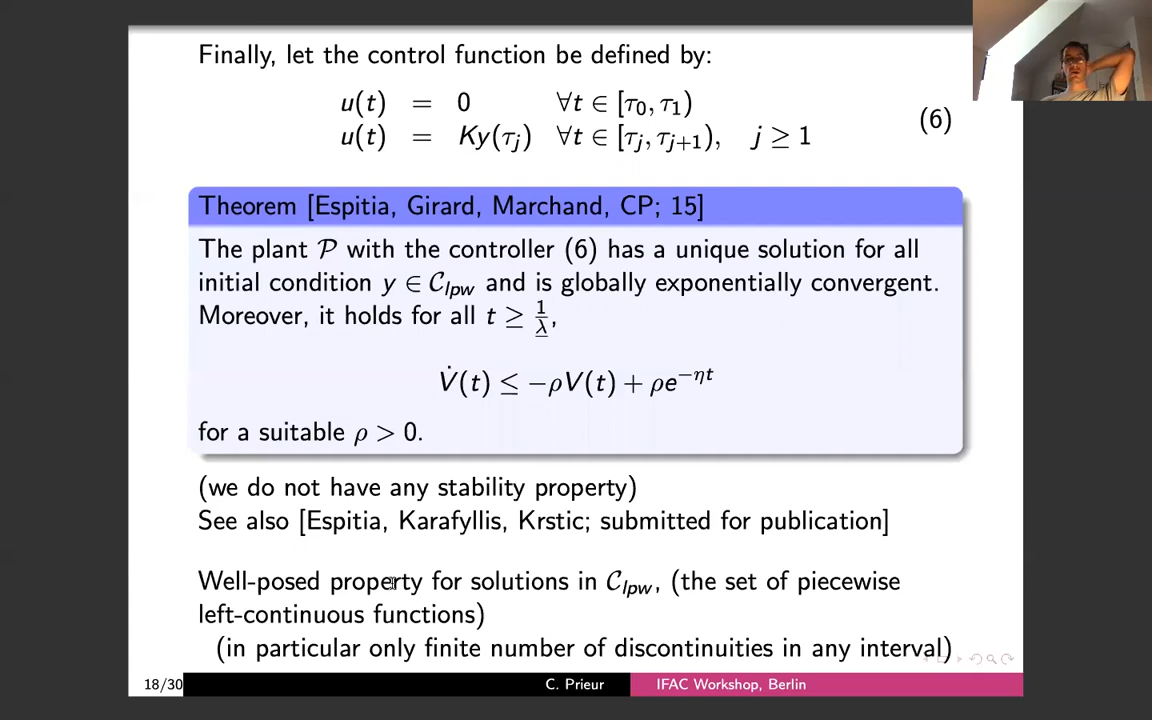 Finally, let the control function be defined by:
u(t) = 0 ∀t ∈ [τ₀, τ₁)
u(t) = Ky(τⱼ) ∀t ∈ [τⱼ, τⱼ₊₁), j ≥ 1
(6)
Theorem [Espitia, Girard, Marchand, CP; 15]
The plant 𝒫 with the controller (6) has a unique solution for all
initial condition y ∈ 𝒞_lpw and is globally exponentially convergent.
Moreover, it holds for all t ≥ 1/λ̲,
V̇(t) ≤ −ρV(t) + ρe^{−ηt}
for a suitable ρ > 0.
(we do not have any stability property)
See also [Espitia, Karafyllis, Krstic; submitted for publication]
Well-posed property for solutions in 𝒞_lpw, (the set of piecewise
left-continuous functions)
(in particular only finite number of discontinuities in any interval)
18/30 C. Prieur IFAC Workshop, Berlin